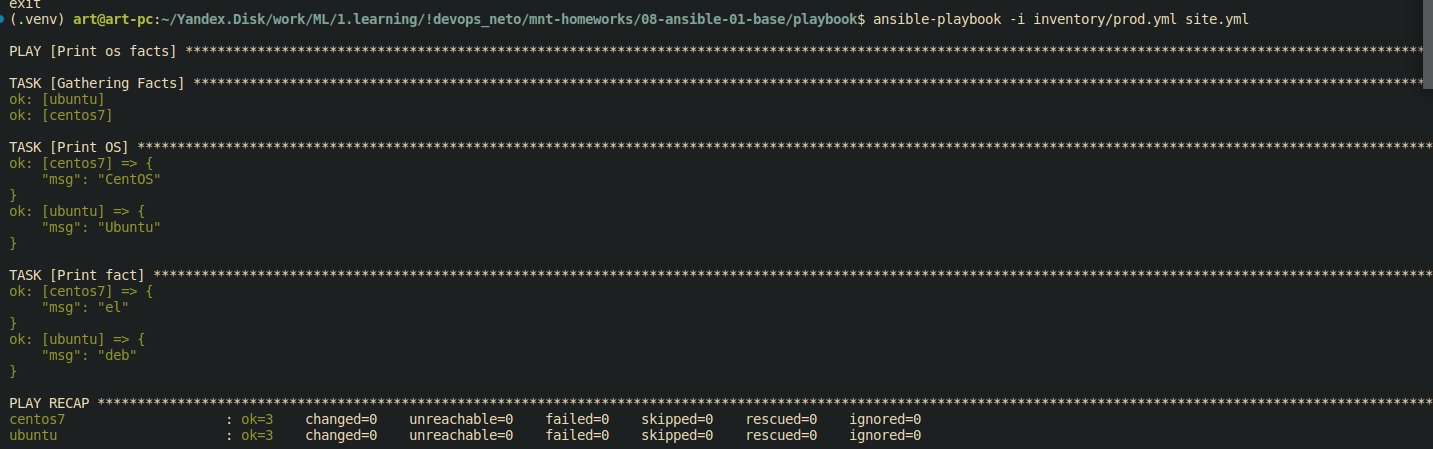 exit
(.venv) art@art-pc:~/Yandex.Disk/work/ML/1.learning/!devops_neto/mnt-homeworks/08-ansible-01-base/playbook$ ansible-playbook -i inventory/prod.yml site.yml
PLAY [Print os facts] ****************************************************************************************************************************************************************
TASK [Gathering Facts] ***************************************************************************************************************************************************************
ok: [ubuntu]
ok: [centos7]
TASK [Print OS] **********************************************************************************************************************************************************************
ok: [centos7] => {
    "msg": "CentOS"
}
ok: [ubuntu] => {
    "msg": "Ubuntu"
}
TASK [Print fact] ********************************************************************************************************************************************************************
ok: [centos7] => {
    "msg": "el"
}
ok: [ubuntu] => {
    "msg": "deb"
}
PLAY RECAP ***************************************************************************************************************************************************************************
centos7                    : ok=3    changed=0    unreachable=0    failed=0    skipped=0    rescued=0    ignored=0
ubuntu                     : ok=3    changed=0    unreachable=0    failed=0    skipped=0    rescued=0    ignored=0